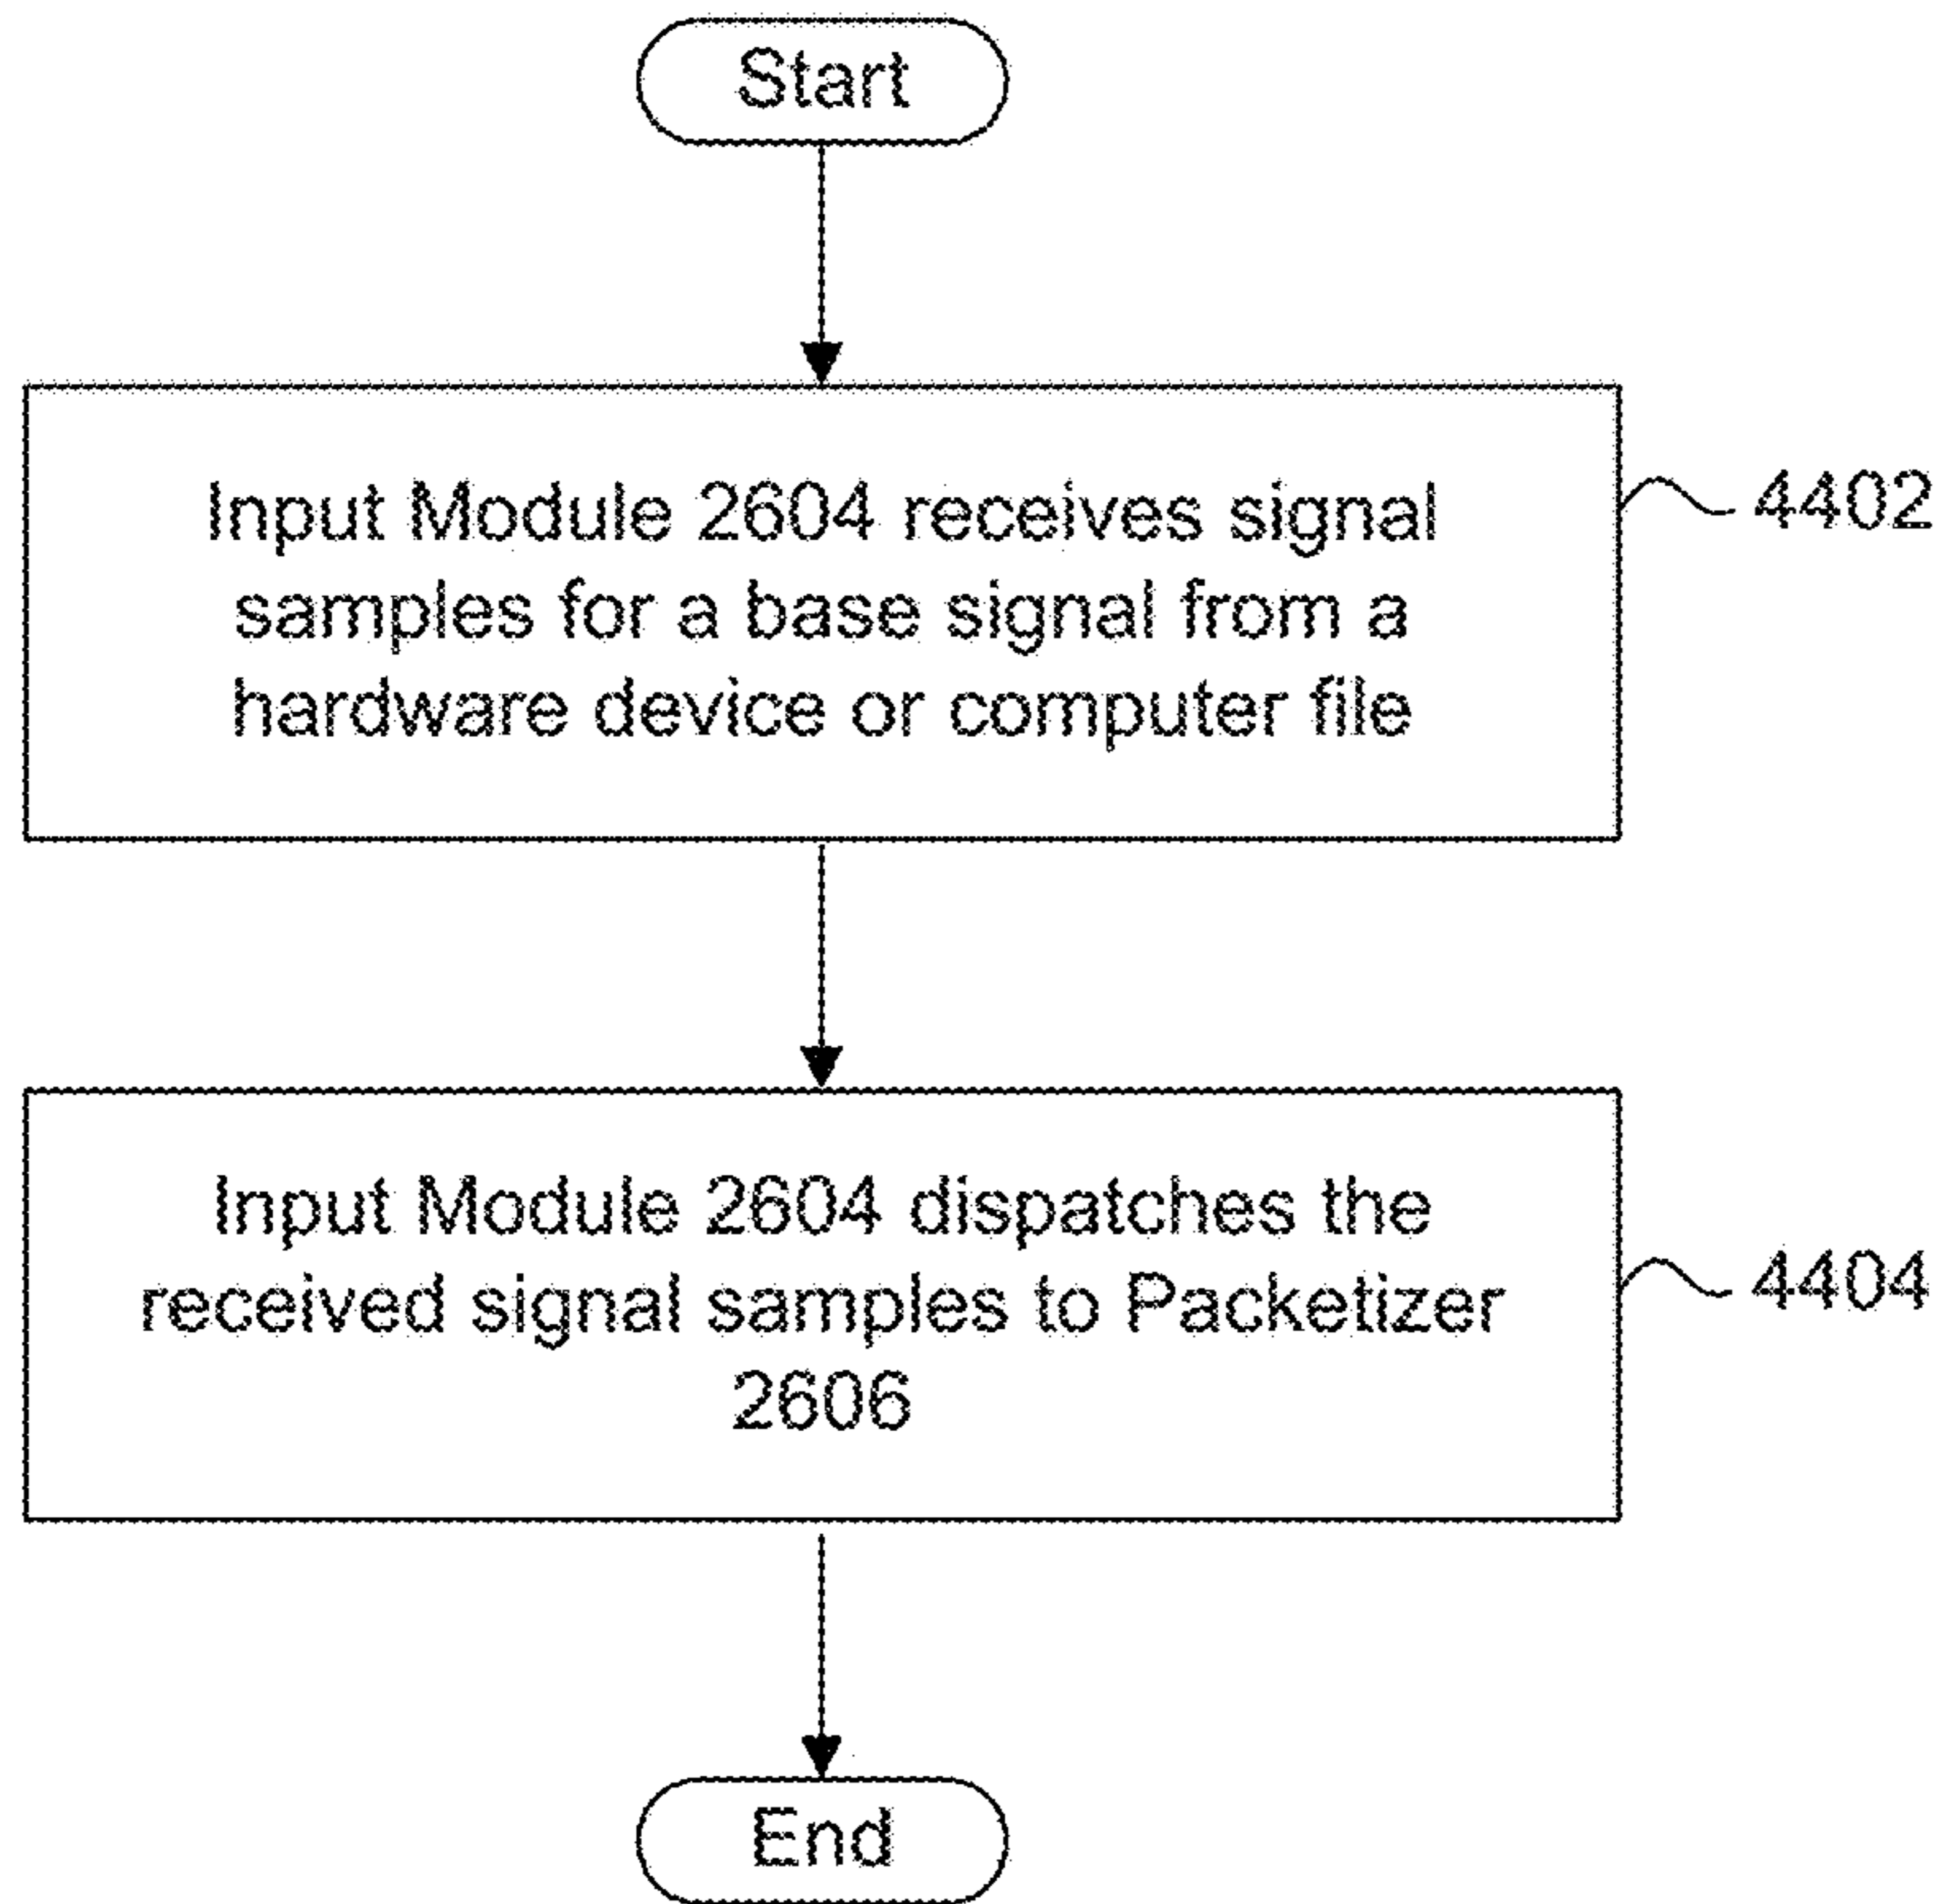 Start
Input Module 2604 receives signal
samples for a base signal from a
hardware device or computer file
4402
Input Module 2604 dispatches the
received signal samples to Packetizer
2606
4404
End